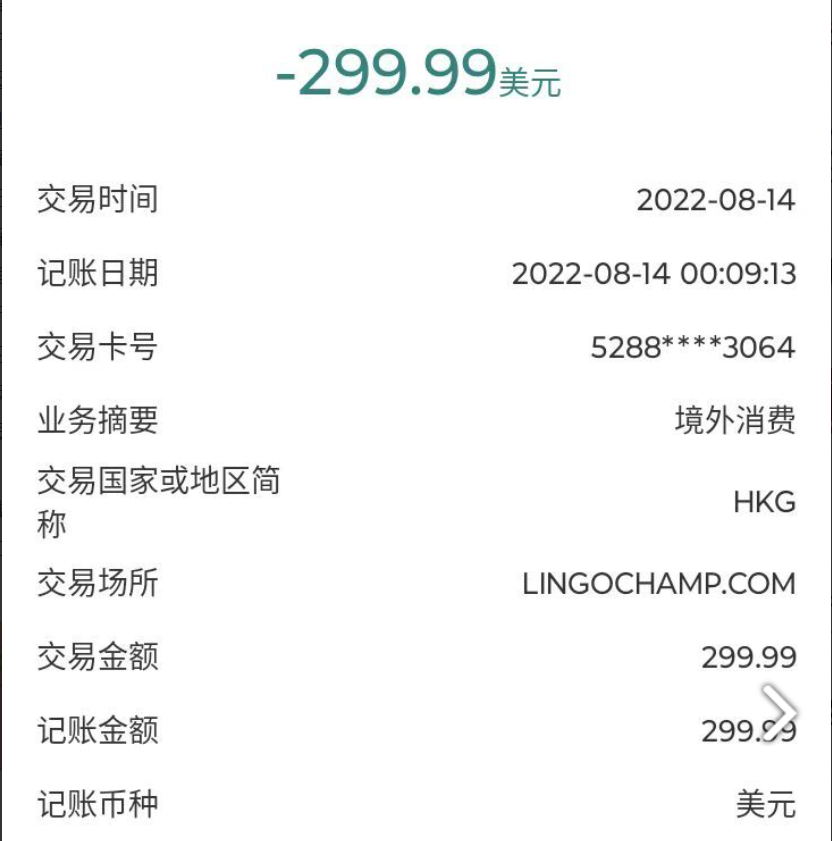 -299.99美元
交易时间 2022-08-14
记账日期 2022-08-14 00:09:13
交易卡号 5288****3064
业务摘要 境外消费
交易国家或地区简
称 HKG
交易场所 LINGOCHAMP.COM
交易金额 299.99
记账金额 299.99
记账币种 美元